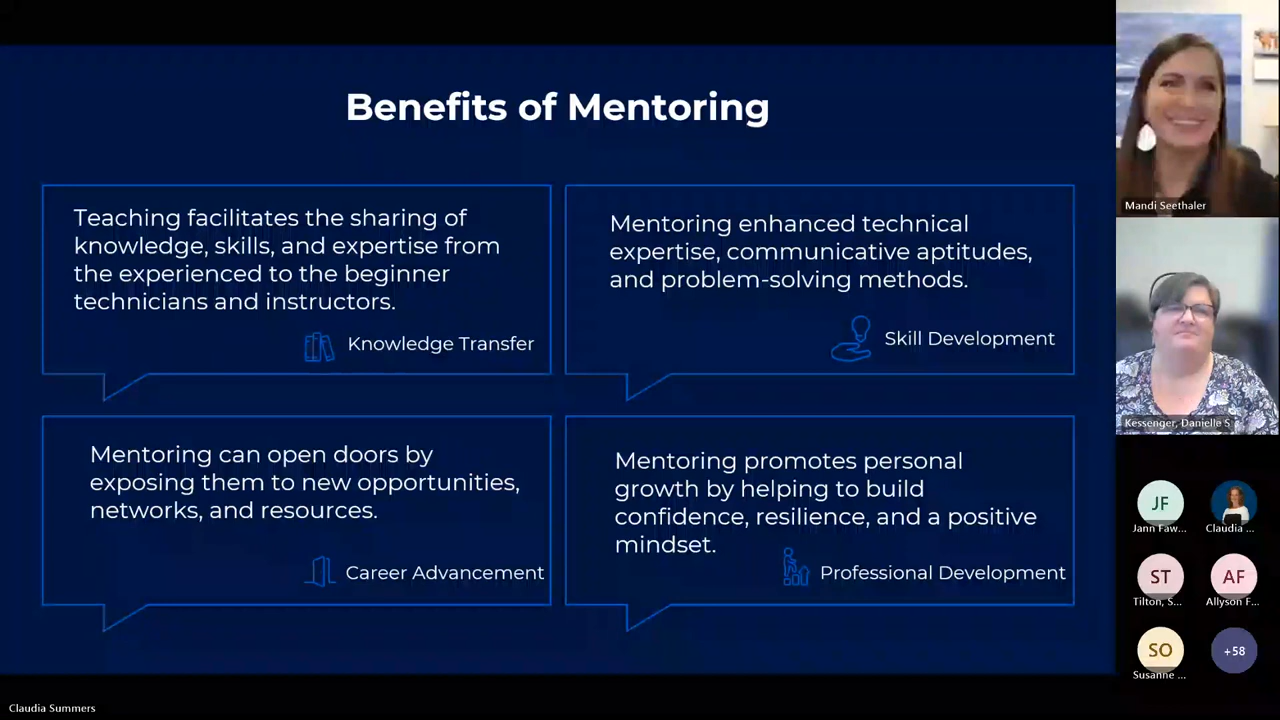 Benefits of Mentoring
Teaching facilitates the sharing of
knowledge, skills, and expertise from
the experienced to the beginner
technicians and instructors.
Knowledge Transfer
Mentoring enhanced technical
expertise, communicative aptitudes,
and problem-solving methods.
Skill Development
Mentoring can open doors by
exposing them to new opportunities,
networks, and resources.
Career Advancement
Mentoring promotes personal
growth by helping to build
confidence, resilience, and a positive
mindset.
Professional Development
Mandi Seethaler
Kessenger, Danielle S
JF
Jann Faw...
Claudia ...
ST
Tilton, S...
AF
Allyson F...
SO
Susanne ...
+58
Claudia Summers